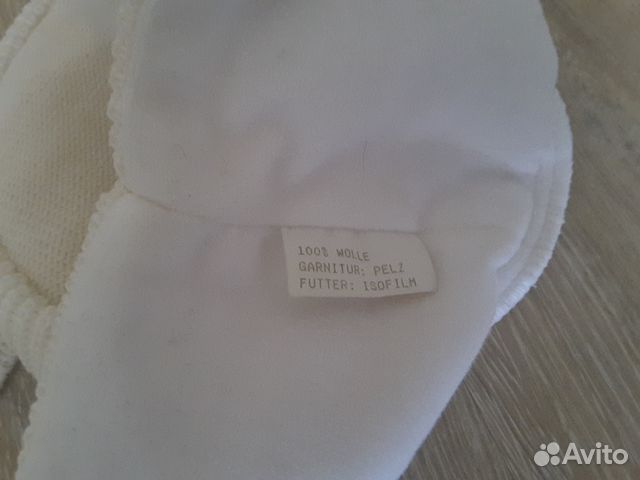 100% WOLLE
GARNITUR: PELZ
FUTTER: ISOFILM
Avito